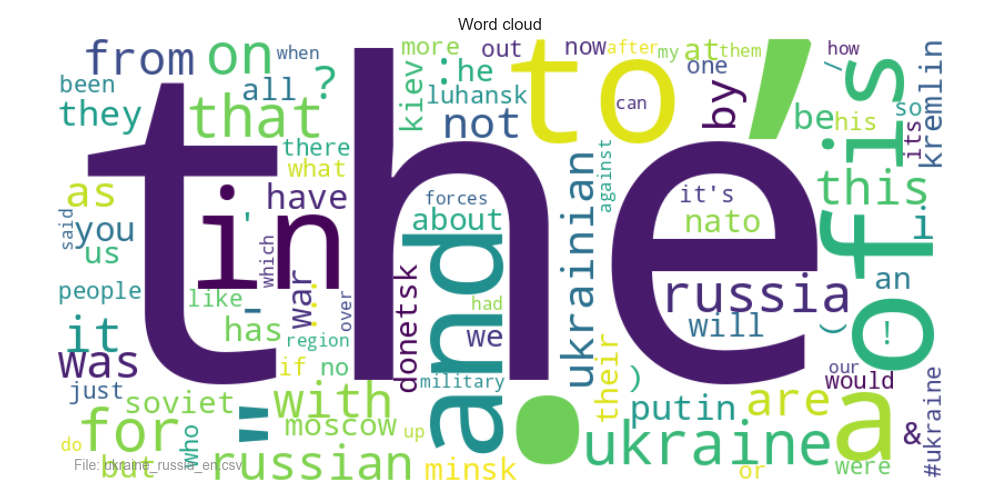 Word cloud
from on when more out now after my at them how
been all ? : kiev he luhansk to can one , / is so
they that not by be his its kremlin
there what the
as in ' have forces it's this
said you us which about nato i
people like - war : over and ukrainian against russia of an
it has region donetsk had we will ( !
was if no military their ) our would
just soviet with putin are a & #ukraine
for " moscow up . ukraine were
do but who russian minsk or
File: ukraine_russia_en.csv